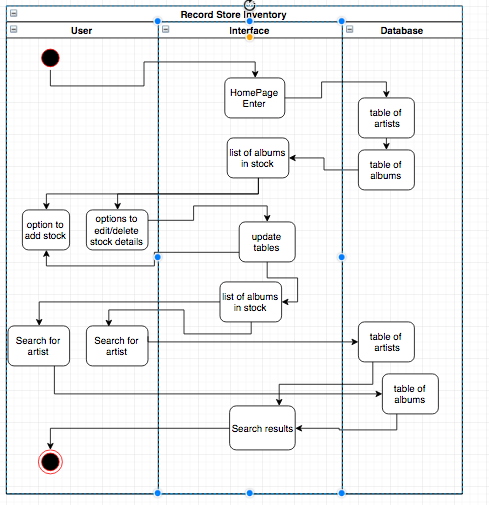 Record Store Inventory
User
Interface
Database
HomePage
Enter
table of
artists
list of albums
in stock
table of
albums
option to
add stock
options to
edit/delete
stock details
update
tables
list of albums
in stock
Search for
artist
Search for
artist
table of
artists
table of
albums
Search results